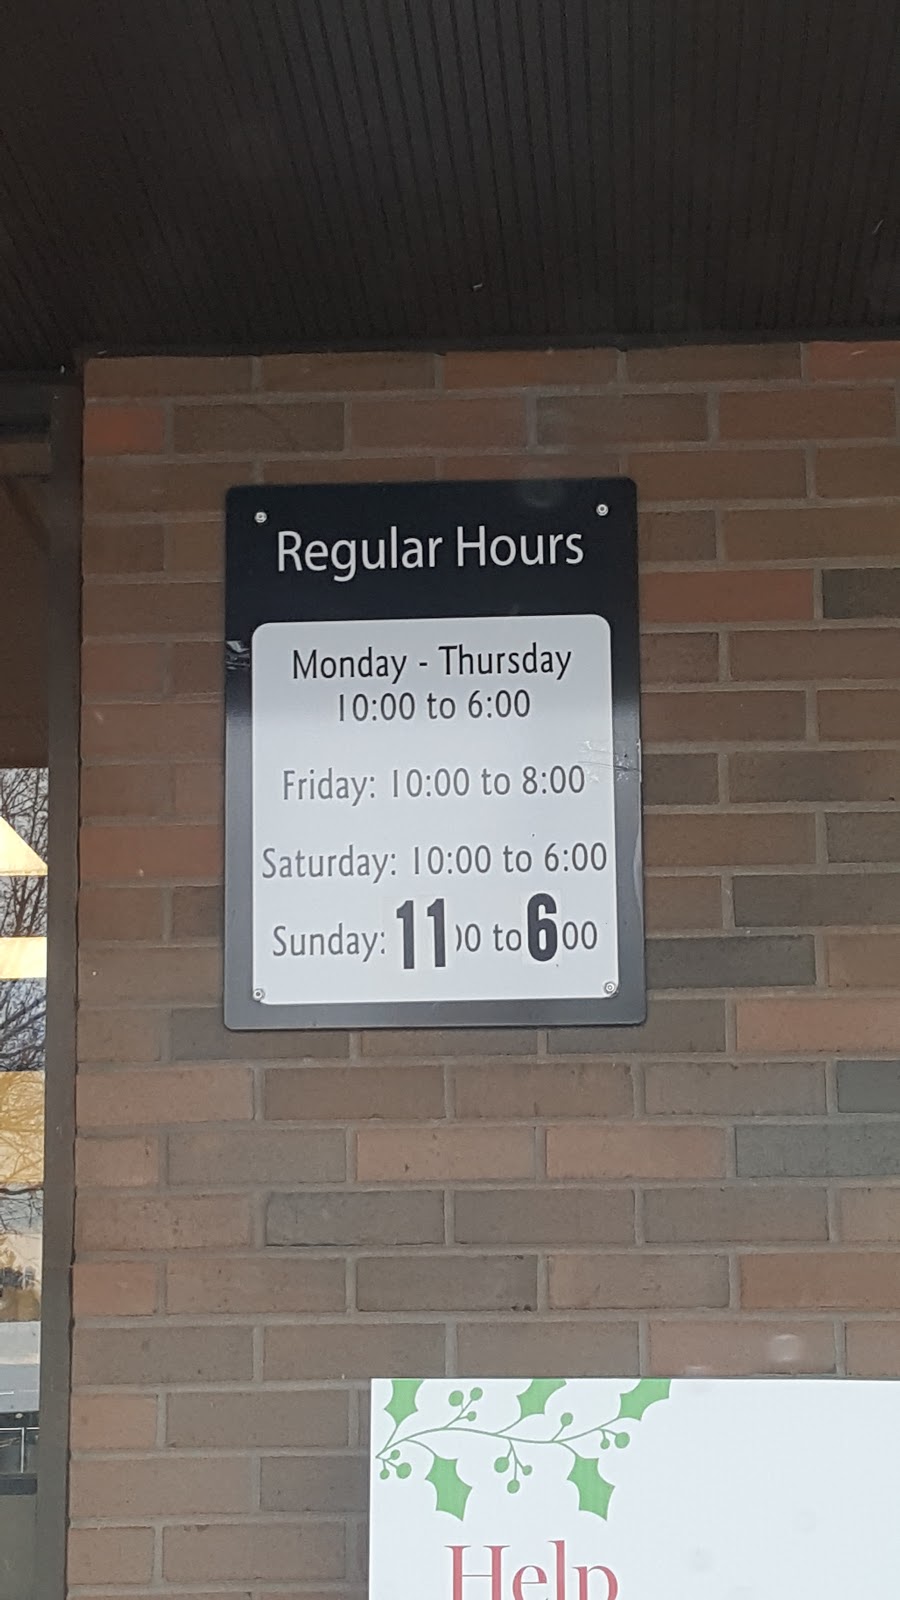 Regular Hours
Monday - Thursday
10:00 to 6:00
Friday: 10:00 to 8:00
Saturday: 10:00 to 6:00
Sunday: 11 00 to 6 00
Help